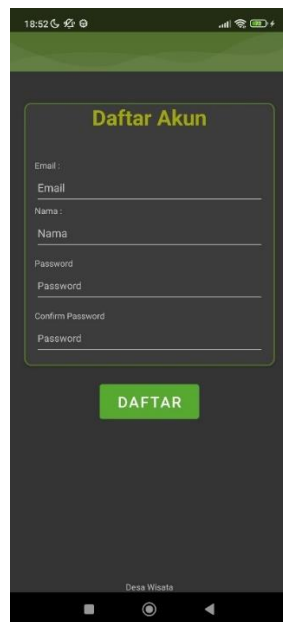 18:52
Daftar Akun
Email :
Email
Nama :
Nama
Password
Password
Confirm Password
Password
DAFTAR
Desa Wisata